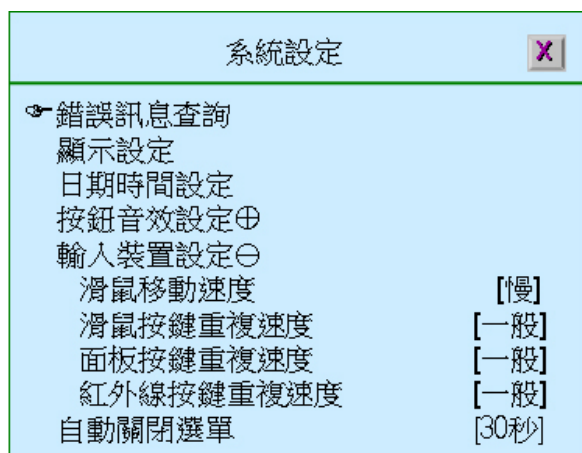 系統設定
X
錯誤訊息查詢
顯示設定
日期時間設定
按鈕音效設定⊕
輸入裝置設定⊖
滑鼠移動速度 [慢]
滑鼠按鍵重複速度 [一般]
面板按鍵重複速度 [一般]
紅外線按鍵重複速度 [一般]
自動關閉選單 [30秒]